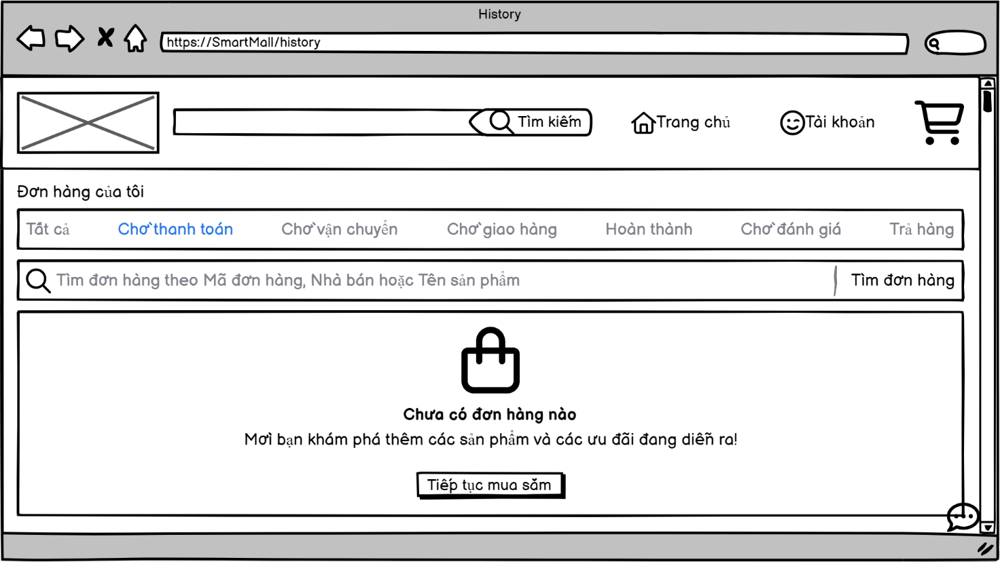 History
https://SmartMall/history
Tìm kiếm
Trang chủ
Tài khoản
Đơn hàng của tôi
Tất cả Chờ thanh toán Chờ vận chuyển Chờ giao hàng Hoàn thành Chờ đánh giá Trả hàng
Tìm đơn hàng theo Mã đơn hàng, Nhà bán hoặc Tên sản phẩm Tìm đơn hàng
Chưa có đơn hàng nào
Mời bạn khám phá thêm các sản phẩm và các ưu đãi đang diễn ra!
Tiếp tục mua sắm